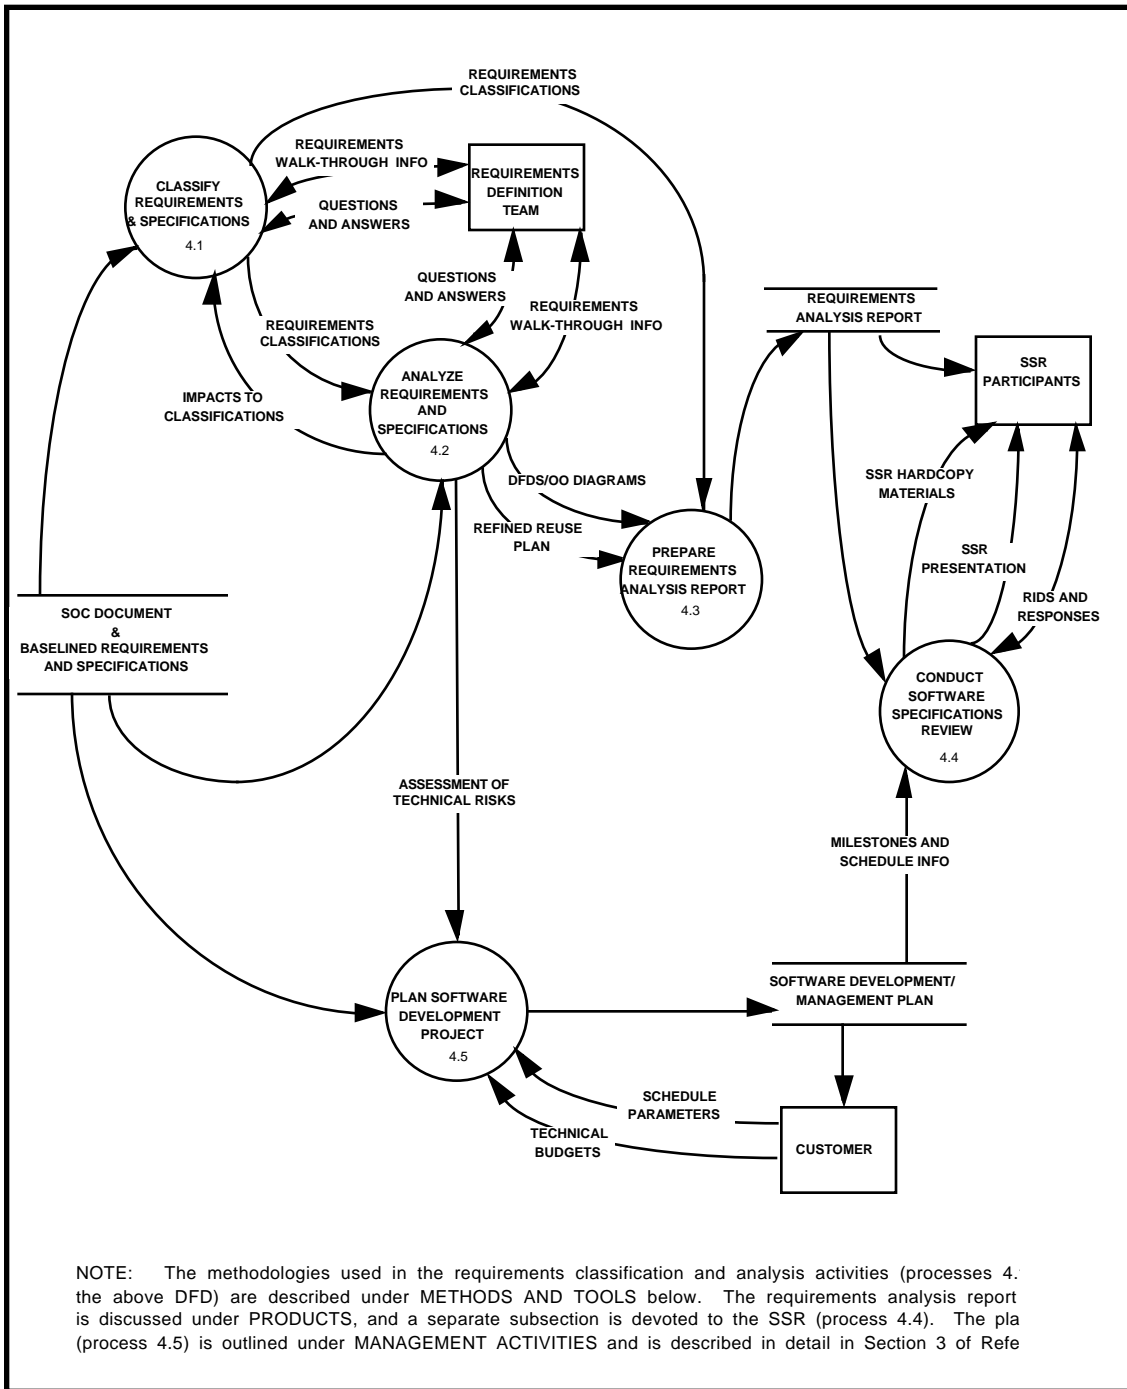 REQUIREMENTS
CLASSIFICATIONS
REQUIREMENTS
WALK-THROUGH INFO
REQUIREMENTS
DEFINITION
TEAM
CLASSIFY
REQUIREMENTS
& SPECIFICATIONS
4.1
QUESTIONS
AND ANSWERS
QUESTIONS
AND ANSWERS
REQUIREMENTS
WALK-THROUGH INFO
REQUIREMENTS
CLASSIFICATIONS
REQUIREMENTS
ANALYSIS REPORT
SSR
PARTICIPANTS
IMPACTS TO
CLASSIFICATIONS
ANALYZE
REQUIREMENTS
AND
SPECIFICATIONS
4.2
DFDS/OO DIAGRAMS
REFINED REUSE
PLAN
SSR HARDCOPY
MATERIALS
SSR
PRESENTATION
RIDS AND
RESPONSES
PREPARE
REQUIREMENTS
ANALYSIS REPORT
4.3
SOC DOCUMENT
&
BASELINED REQUIREMENTS
AND SPECIFICATIONS
CONDUCT
SOFTWARE
SPECIFICATIONS
REVIEW
4.4
ASSESSMENT OF
TECHNICAL RISKS
MILESTONES AND
SCHEDULE INFO
PLAN SOFTWARE
DEVELOPMENT
PROJECT
4.5
SOFTWARE DEVELOPMENT/
MANAGEMENT PLAN
SCHEDULE
PARAMETERS
TECHNICAL
BUDGETS
CUSTOMER
NOTE: The methodologies used in the requirements classification and analysis activities (processes 4.
the above DFD) are described under METHODS AND TOOLS below. The requirements analysis report
is discussed under PRODUCTS, and a separate subsection is devoted to the SSR (process 4.4). The pla
(process 4.5) is outlined under MANAGEMENT ACTIVITIES and is described in detail in Section 3 of Refe